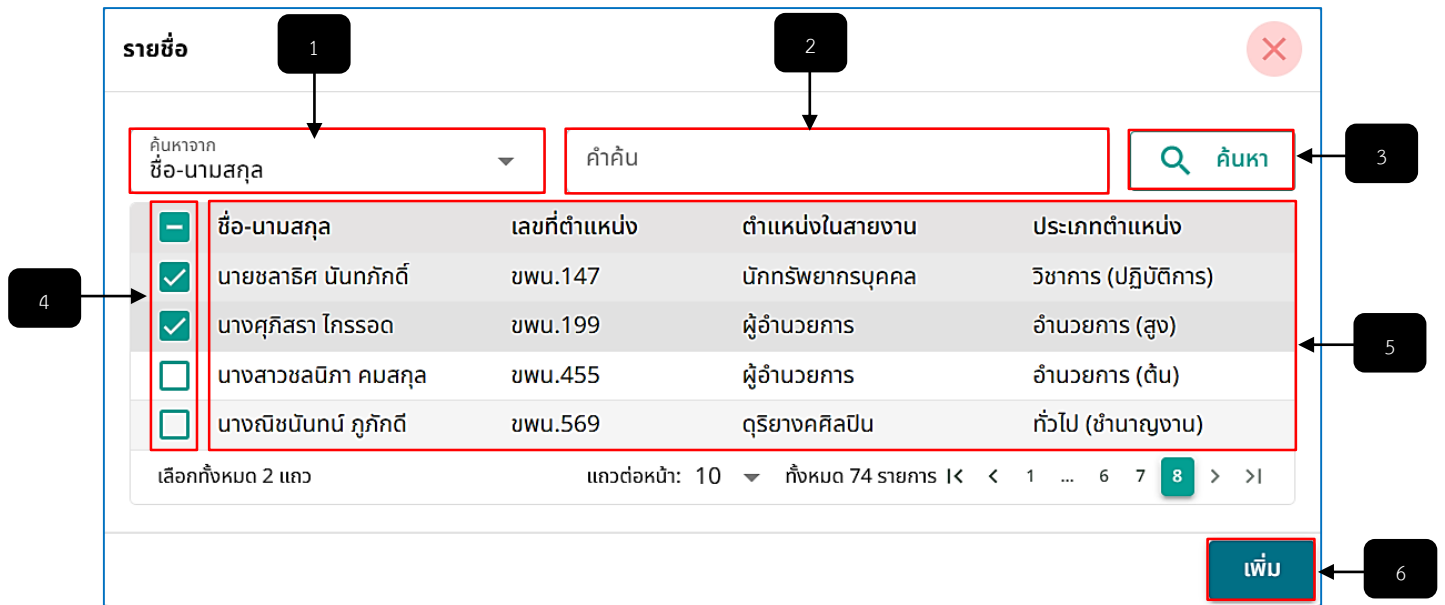 รายชื่อ
1
2
ค้นหาจาก
ชื่อ-นามสกุล
คำค้น
ค้นหา
3
ชื่อ-นามสกุล เลขที่ตำแหน่ง ตำแหน่งในสายงาน ประเภทตำแหน่ง
นายชลาธิศ นันทภักดิ์ ขพน.147 นักทรัพยากรบุคคล วิชาการ (ปฏิบัติการ)
4
นางศุภิสรา ไกรรอด ขพน.199 ผู้อำนวยการ อำนวยการ (สูง)
5
นางสาวชลนิภา คมสกุล ขพน.455 ผู้อำนวยการ อำนวยการ (ต้น)
นางณิชนันทน์ ภูภักดี ขพน.569 ดุริยางคศิลปิน ทั่วไป (ชำนาญงาน)
เลือกทั้งหมด 2 แถว แถวต่อหน้า: 10 ทั้งหมด 74 รายการ 1 ... 6 7 8
เพิ่ม
6